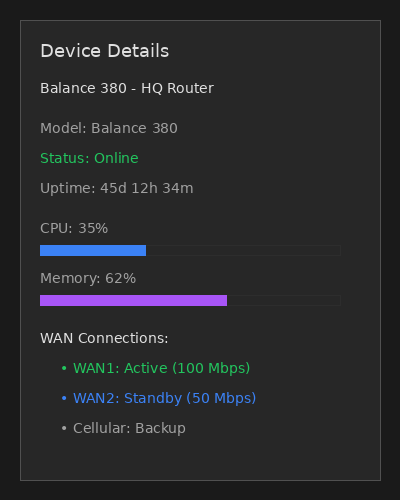 Device Details
Balance 380 - HQ Router
Model: Balance 380
Status: Online
Uptime: 45d 12h 34m
CPU: 35%
Memory: 62%
WAN Connections:
• WAN1: Active (100 Mbps)
• WAN2: Standby (50 Mbps)
• Cellular: Backup